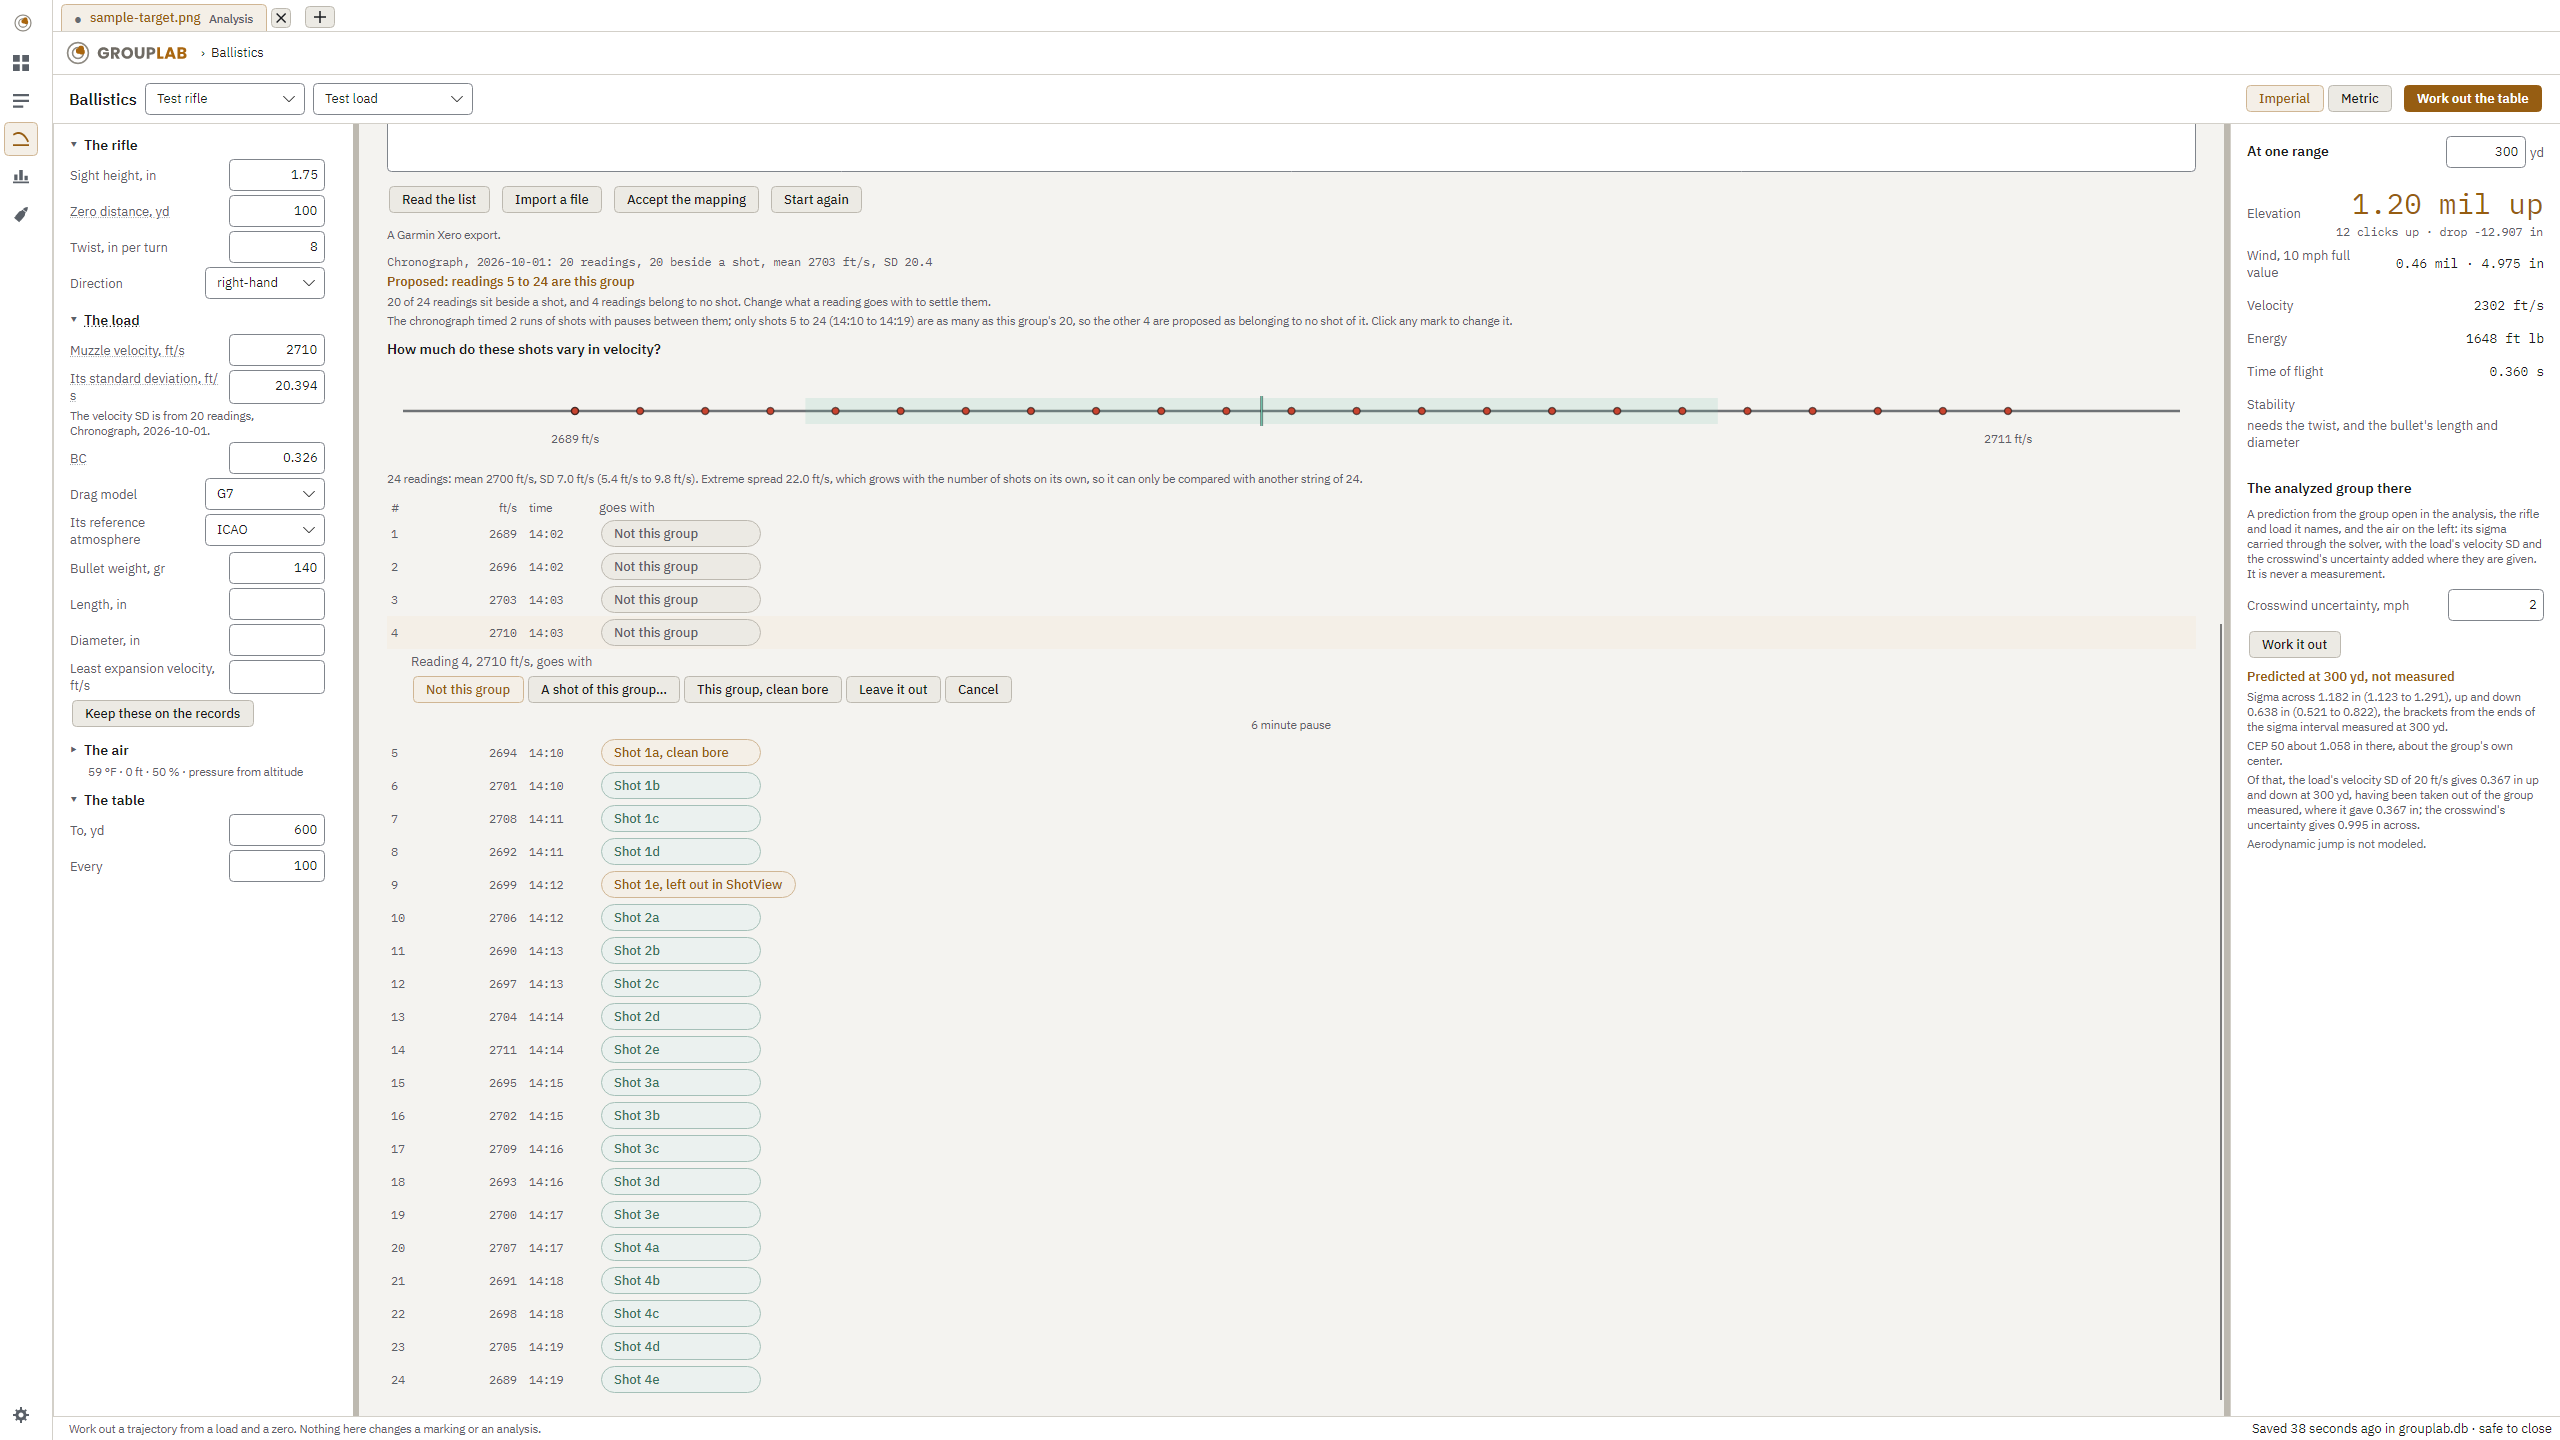 sample-target.png Analysis
GROUPLAB › Ballistics
Ballistics Test rifle Test load Imperial Metric Work out the table
The rifle
Sight height, in 1.75
Zero distance, yd 100
Twist, in per turn 8
Direction right-hand
The load
Muzzle velocity, ft/s 2710
Its standard deviation, ft/
s 20.394
The velocity SD is from 20 readings,
Chronograph, 2026-10-01.
BC 0.326
Drag model G7
Its reference
atmosphere ICAO
Bullet weight, gr 140
Length, in
Diameter, in
Least expansion velocity,
ft/s
Keep these on the records
The air
59 °F · 0 ft · 50 % · pressure from altitude
The table
To, yd 600
Every 100
Read the list Import a file Accept the mapping Start again
A Garmin Xero export.
Chronograph, 2026-10-01: 20 readings, 20 beside a shot, mean 2703 ft/s, SD 20.4
Proposed: readings 5 to 24 are this group
20 of 24 readings sit beside a shot, and 4 readings belong to no shot. Change what a reading goes with to settle them.
The chronograph timed 2 runs of shots with pauses between them; only shots 5 to 24 (14:10 to 14:19) are as many as this group's 20, so the other 4 are proposed as belonging to no shot of it. Click any mark to change it.
How much do these shots vary in velocity?
2689 ft/s 2711 ft/s
24 readings: mean 2700 ft/s, SD 7.0 ft/s (5.4 ft/s to 9.8 ft/s). Extreme spread 22.0 ft/s, which grows with the number of shots on its own, so it can only be compared with another string of 24.
# ft/s time goes with
1 2689 14:02 Not this group
2 2696 14:02 Not this group
3 2703 14:03 Not this group
4 2710 14:03 Not this group
Reading 4, 2710 ft/s, goes with
Not this group A shot of this group... This group, clean bore Leave it out Cancel
6 minute pause
5 2694 14:10 Shot 1a, clean bore
6 2701 14:10 Shot 1b
7 2708 14:11 Shot 1c
8 2692 14:11 Shot 1d
9 2699 14:12 Shot 1e, left out in ShotView
10 2706 14:12 Shot 2a
11 2690 14:13 Shot 2b
12 2697 14:13 Shot 2c
13 2704 14:14 Shot 2d
14 2711 14:14 Shot 2e
15 2695 14:15 Shot 3a
16 2702 14:15 Shot 3b
17 2709 14:16 Shot 3c
18 2693 14:16 Shot 3d
19 2700 14:17 Shot 3e
20 2707 14:17 Shot 4a
21 2691 14:18 Shot 4b
22 2698 14:18 Shot 4c
23 2705 14:19 Shot 4d
24 2689 14:19 Shot 4e
At one range 300 yd
Elevation 1.20 mil up
12 clicks up · drop -12.907 in
Wind, 10 mph full
value 0.46 mil · 4.975 in
Velocity 2302 ft/s
Energy 1648 ft lb
Time of flight 0.360 s
Stability
needs the twist, and the bullet's length and
diameter
The analyzed group there
A prediction from the group open in the analysis, the rifle
and load it names, and the air on the left: its sigma
carried through the solver, with the load's velocity SD and
the crosswind's uncertainty added where they are given.
It is never a measurement.
Crosswind uncertainty, mph 2
Work it out
Predicted at 300 yd, not measured
Sigma across 1.182 in (1.123 to 1.291), up and down
0.638 in (0.521 to 0.822), the brackets from the ends of
the sigma interval measured at 300 yd.
CEP 50 about 1.058 in there, about the group's own
center.
Of that, the load's velocity SD of 20 ft/s gives 0.367 in up
and down at 300 yd, having been taken out of the group
measured, where it gave 0.367 in; the crosswind's
uncertainty gives 0.995 in across.
Aerodynamic jump is not modeled.
Work out a trajectory from a load and a zero. Nothing here changes a marking or an analysis.
Saved 38 seconds ago in grouplab.db · safe to close